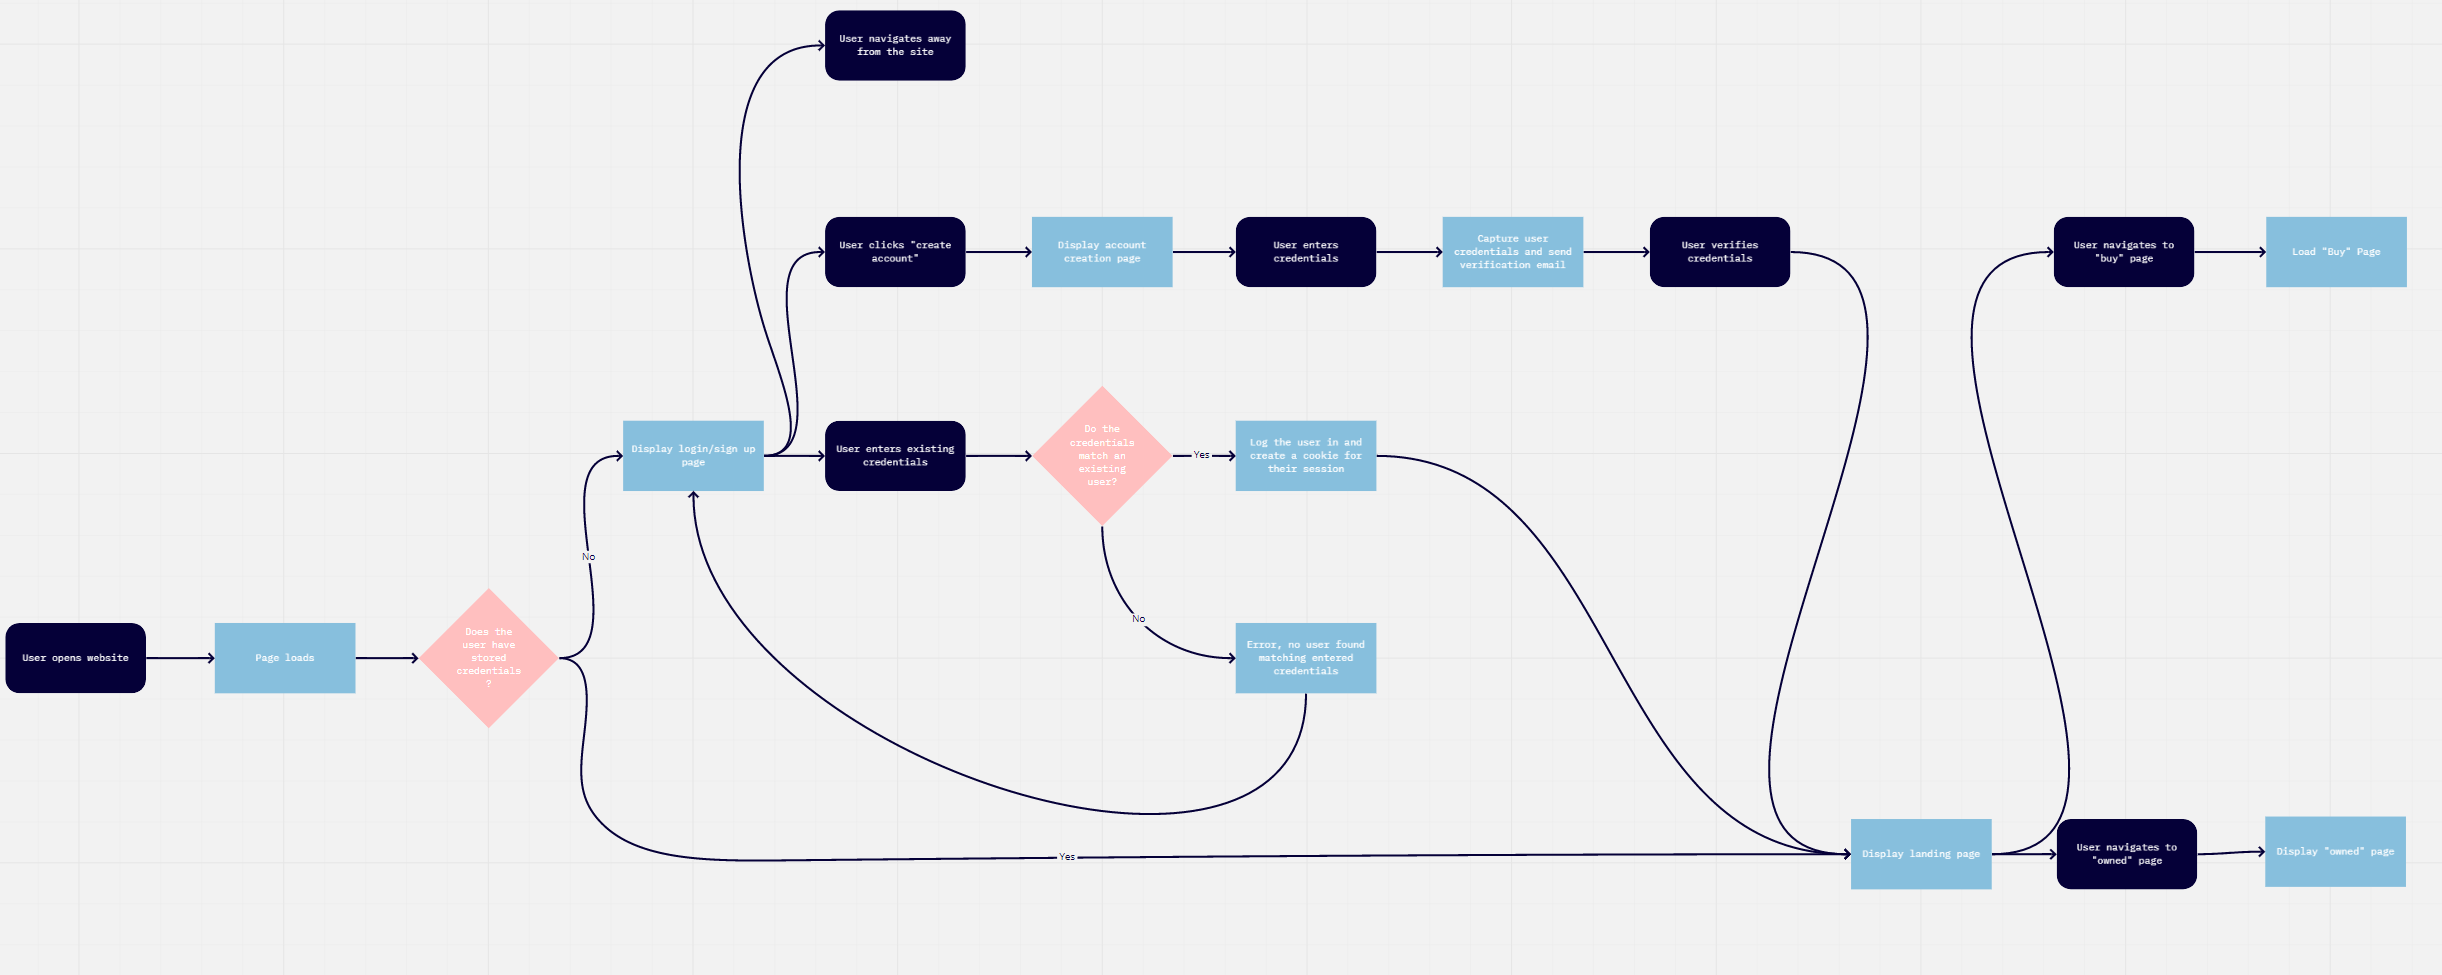 User navigates away
from the site
User clicks "create
account"
Display account
creation page
User enters
credentials
Capture user
credentials and send
verification email
User verifies
credentials
User navigates to
"buy" page
Load "Buy" Page
Display login/sign up
page
User enters existing
credentials
Do the
credentials
match an
existing
user?
Yes
Log the user in and
create a cookie for
their session
No
No
User opens website
Page loads
Does the
user have
stored
credentials
?
Error, no user found
matching entered
credentials
Yes
Display landing page
User navigates to
"owned" page
Display "owned" page